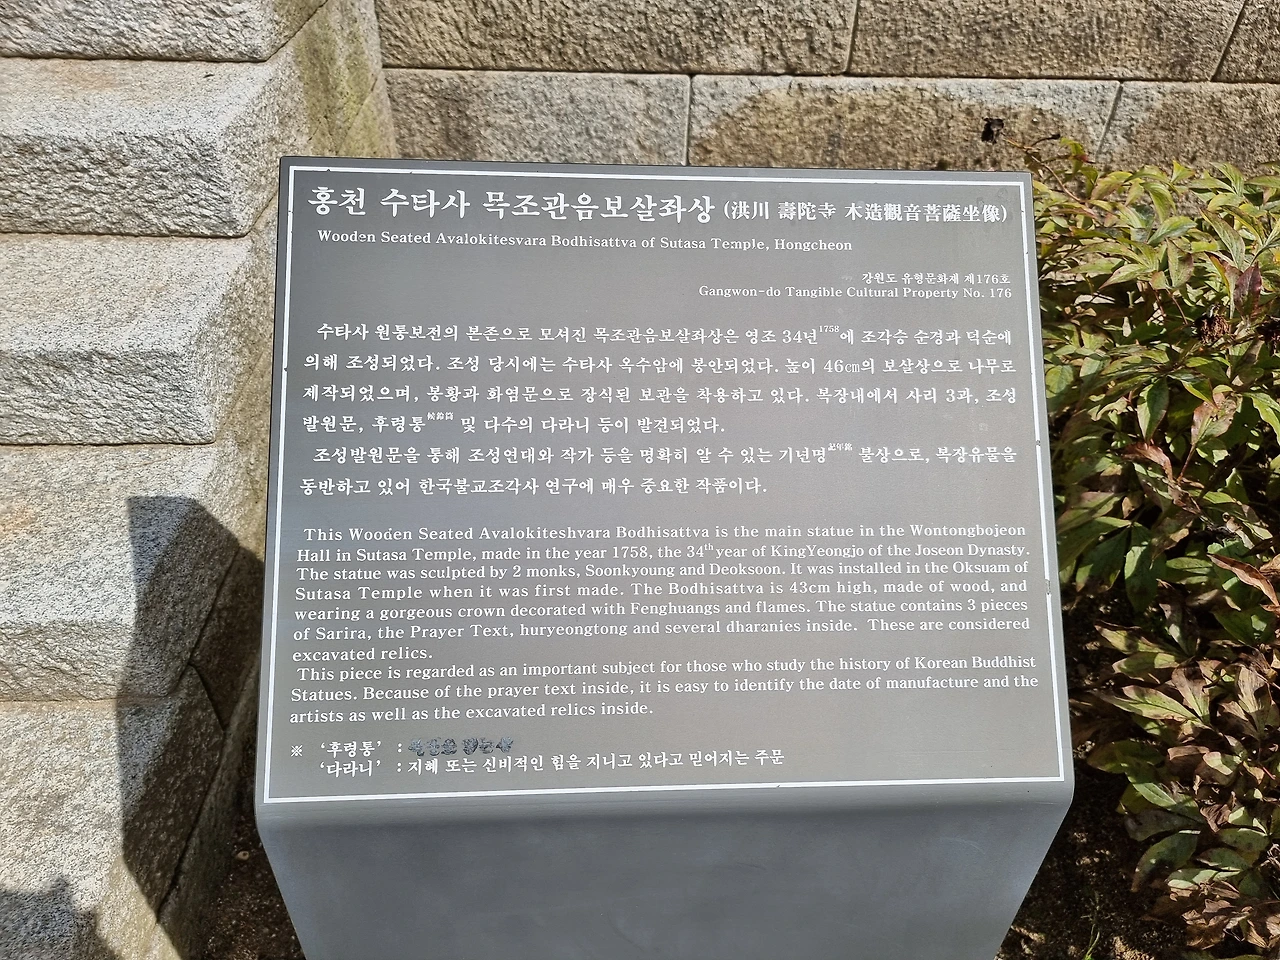 홍천 수타사 목조관음보살좌상 (洪川 壽陀寺 木造觀音菩薩坐像)
Wooden Seated Avalokitesvara Bodhisattva of Sutasa Temple, Hongcheon
강원도 유형문화재 제176호
Gangwon-do Tangible Cultural Property No. 176
수타사 원통보전의 본존으로 모셔진 목조관음보살좌상은 영조 34년1758에 조각승 순경과 덕순에
의해 조성되었다. 조성 당시에는 수타사 옥수암에 봉안되었다. 높이 46㎝의 보살상으로 나무로
제작되었으며, 봉황과 화염문으로 장식된 보관을 착용하고 있다. 복장내에서 사리 3과, 조성
발원문, 후령통候鈴筒 및 다수의 다라니 등이 발견되었다.
조성발원문을 통해 조성연대와 작가 등을 명확히 알 수 있는 기년명記年銘 불상으로, 복장유물을
동반하고 있어 한국불교조각사 연구에 매우 중요한 작품이다.
This Wooden Seated Avalokiteshvara Bodhisattva is the main statue in the Wontongbojeon
Hall in Sutasa Temple, made in the year 1758, the 34th year of KingYeongjo of the Joseon Dynasty.
The statue was sculpted by 2 monks, Soonkyoung and Deoksoon. It was installed in the Oksuam of
Sutasa Temple when it was first made. The Bodhisattva is 43cm high, made of wood, and
wearing a gorgeous crown decorated with Fenghuangs and flames. The statue contains 3 pieces
of Sarira, the Prayer Text, huryeongtong and several dharanies inside. These are considered
excavated relics.
This piece is regarded as an important subject for those who study the history of Korean Buddhist
Statues. Because of the prayer text inside, it is easy to identify the date of manufacture and the
artists as well as the excavated relics inside.
※ '후령통' :
'다라니' : 지혜 또는 신비적인 힘을 지니고 있다고 믿어지는 주문